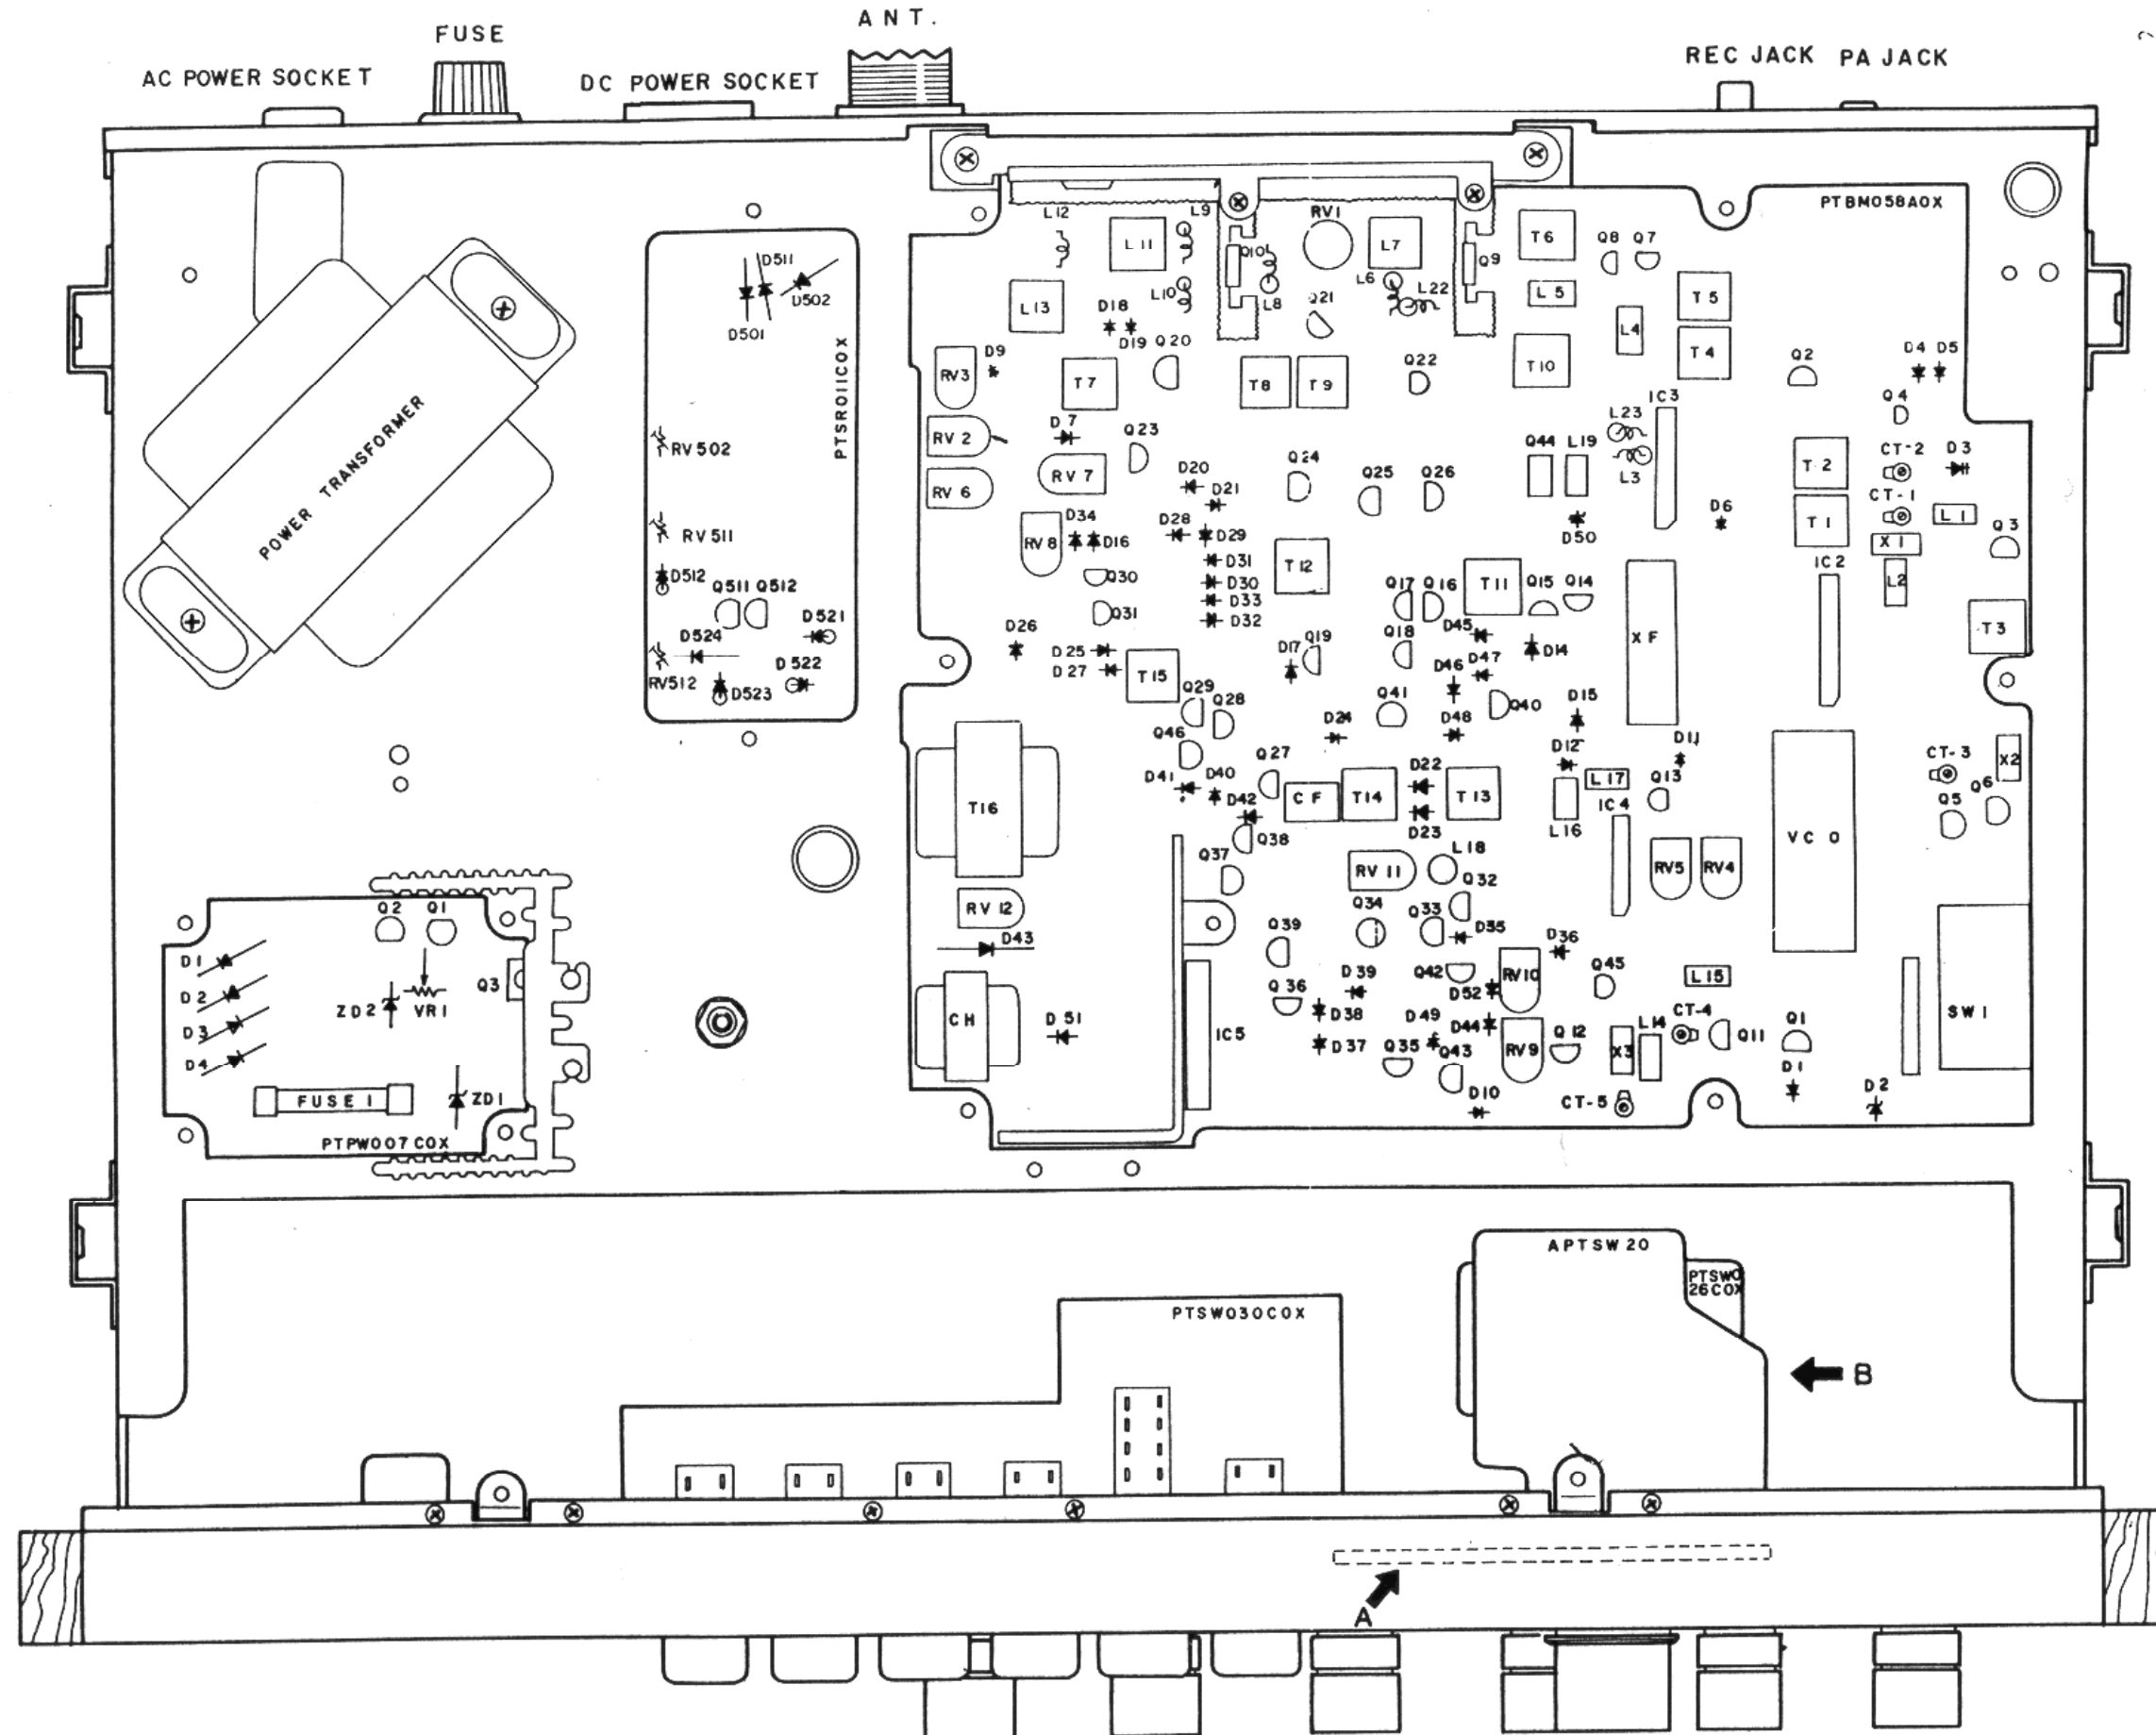 ANT.
FUSE
REC JACK PA JACK
AC POWER SOCKET
DC POWER SOCKET
PTBM058A0X
L12
L9
RV1
L11
Q10
L7
Q9
T6
Q8 Q7
D511
D502
D501
L10
L8
L6
L22
L5
T5
L13
D18
D19
Q20
Q21
L4
T4
PTSR011C0X
RV3
D9
T7
T8
T9
Q22
T10
Q2
D4 D5
Q4
POWER TRANSFORMER
RV502
RV2
D7
Q23
IC3
L23
Q44 L19
L3
T2
CT-2
D3
RV6
RV7
D20
D21
Q24
Q25
Q26
CT-1
L1
RV511
RV8
D34
D16
D28
D29
D50
D6
T1
X1
Q3
D31
D30
D33
D32
T12
IC2
L2
D512
Q511 Q512
Q30
Q31
Q17 Q16
T11
Q15 Q14
XF
T3
D521
D524
D522
RV512
D523
D26
D25
D27
T15
D17
Q19
Q18
D45
D46
D47
D14
Q29
Q28
Q41
Q40
D15
D24
D48
Q46
Q27
D12
D11
D41
D40
D42
CF
T14
D22
D23
T13
L17
Q13
L16
IC4
VCO
CT-3
X2
Q5
Q6
T16
Q38
Q37
RV11
L18
Q32
RV5
RV4
RV12
Q34
Q33
D35
D43
Q39
D36
Q2
Q1
D1
D2
D3
D4
ZD2
VR1
Q3
Q36
D39
D38
D37
Q42
D52
RV10
Q45
L15
CH
D51
IC5
D49
D44
RV9
Q12
Q35
Q43
X3
L14
CT-4
Q11
Q1
SW1
D10
CT-5
D1
D2
FUSE 1
ZD1
PTPW007C0X
APTSW20
PTSW0
26C0X
PTSW030C0X
B
A